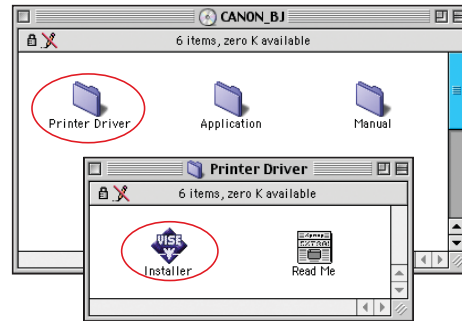 CANON_BJ
6 items, zero K available
Printer Driver
Application
Manual
Printer Driver
6 items, zero K available
VISE
Installer
EXTRA!
Read Me